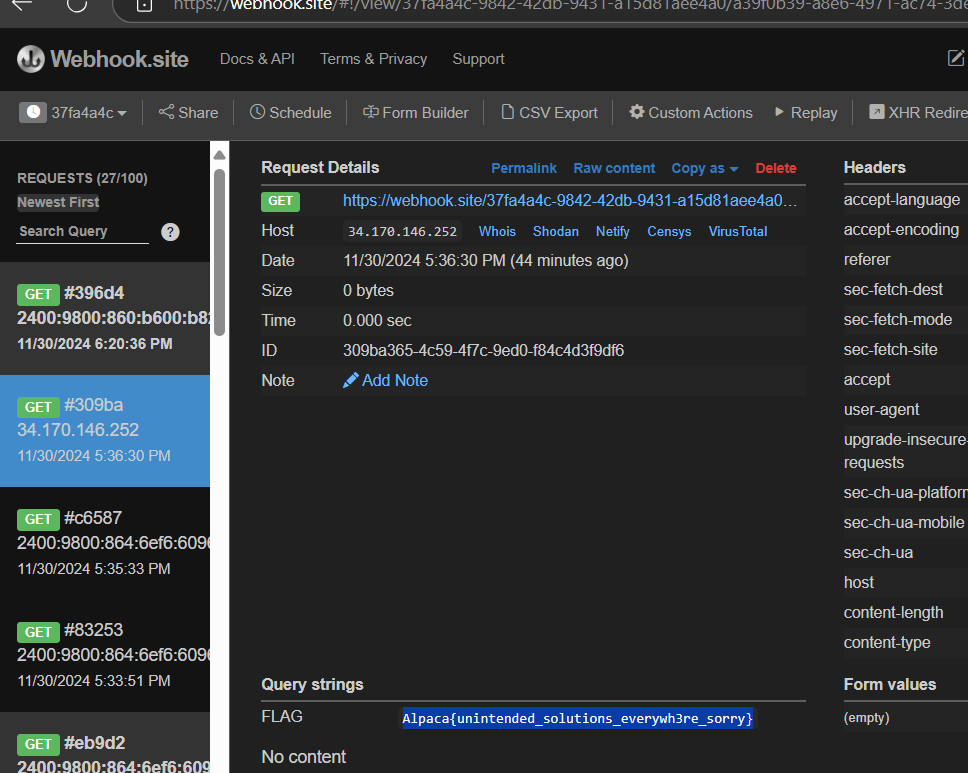 https://webhook.site/#!/view/37fa4a4c-9842-42db-9431-a15d81aee4a0/a39f0b39-a8e6-4971-ac74-3de
Webhook.site Docs & API Terms & Privacy Support
37fa4a4c Share Schedule Form Builder CSV Export Custom Actions Replay XHR Redire
REQUESTS (27/100)
Newest First
Search Query ?
GET #396d4
2400:9800:860:b600:b82
11/30/2024 6:20:36 PM
GET #309ba
34.170.146.252
11/30/2024 5:36:30 PM
GET #c6587
2400:9800:864:6ef6:6096
11/30/2024 5:35:33 PM
GET #83253
2400:9800:864:6ef6:6096
11/30/2024 5:33:51 PM
GET #eb9d2
2400:9800:864:6ef6:609
Request Details Permalink Raw content Copy as Delete
GET https://webhook.site/37fa4a4c-9842-42db-9431-a15d81aee4a0...
Host 34.170.146.252 Whois Shodan Netify Censys VirusTotal
Date 11/30/2024 5:36:30 PM (44 minutes ago)
Size 0 bytes
Time 0.000 sec
ID 309ba365-4c59-4f7c-9ed0-f84c4d3f9df6
Note Add Note
Query strings
FLAG Alpaca{unintended_solutions_everywh3re_sorry}
No content
Headers
accept-language
accept-encoding
referer
sec-fetch-dest
sec-fetch-mode
sec-fetch-site
accept
user-agent
upgrade-insecure-
requests
sec-ch-ua-platform
sec-ch-ua-mobile
sec-ch-ua
host
content-length
content-type
Form values
(empty)